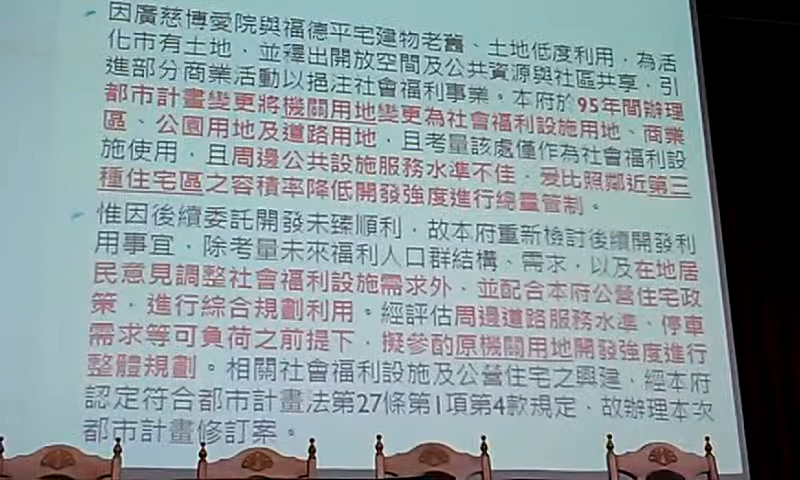 因廣慈博愛院與福德平宅建物老舊、土地低度利用，為活
化市有土地，並釋出開放空間及公共資源與社區共享，引
進部分商業活動以挹注社會福利事業。本府於95年間辦理
都市計畫變更將機關用地變更為社會福利設施用地、商業
區、公園用地及道路用地，且考量該處僅作為社會福利設
施使用，且周邊公共設施服務水準不佳，爰比照鄰近第三
種住宅區之容積率降低開發強度進行總量管制。
惟因後續委託開發未臻順利，故本府重新檢討後續開發利
用事宜，除考量未來福利人口群結構、需求，以及在地居
民意見調整社會福利設施需求外，並配合本府公營住宅政
策，進行綜合規劃利用。經評估周邊道路服務水準、停車
需求等可負荷之前提下，擬參酌原機關用地開發強度進行
整體規劃。相關社會福利設施及公營住宅之興建，經本府
認定符合都市計畫法第27條第1項第4款規定，故辦理本次
都市計畫修訂案。